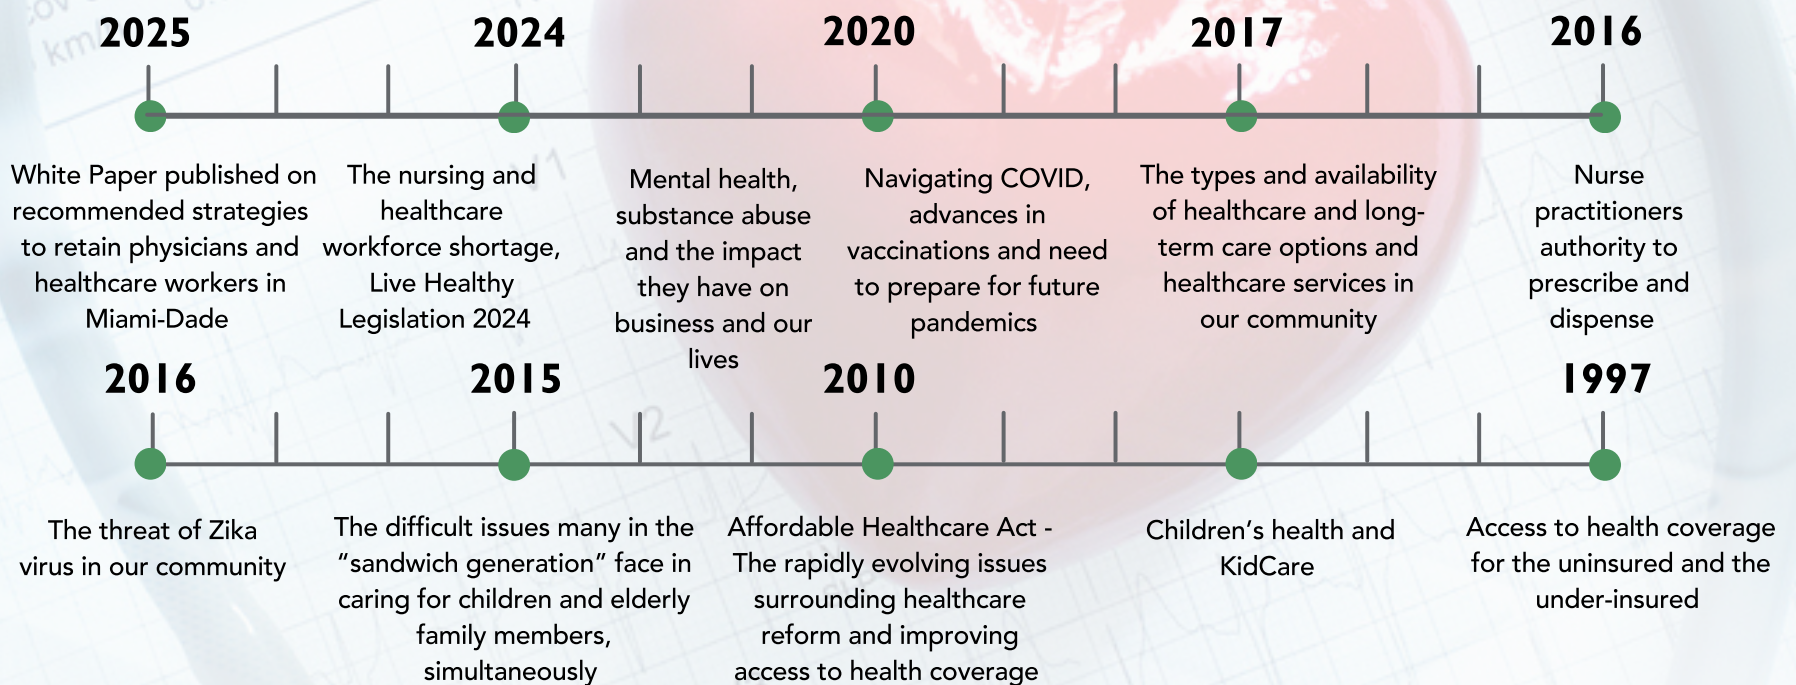 2025
2024
2020
2017
2016
White Paper published on
recommended strategies
to retain physicians and
healthcare workers in
Miami-Dade
The nursing and
healthcare
workforce shortage,
Live Healthy
Legislation 2024
Mental health,
substance abuse
and the impact
they have on
business and our
lives
Navigating COVID,
advances in
vaccinations and need
to prepare for future
pandemics
The types and availability
of healthcare and long-
term care options and
healthcare services in
our community
Nurse
practitioners
authority to
prescribe and
dispense
2016
2015
2010
1997
The threat of Zika
virus in our community
The difficult issues many in the
“sandwich generation” face in
caring for children and elderly
family members,
simultaneously
Affordable Healthcare Act -
The rapidly evolving issues
surrounding healthcare
reform and improving
access to health coverage
Children’s health and
KidCare
Access to health coverage
for the uninsured and the
under-insured
V1
V2